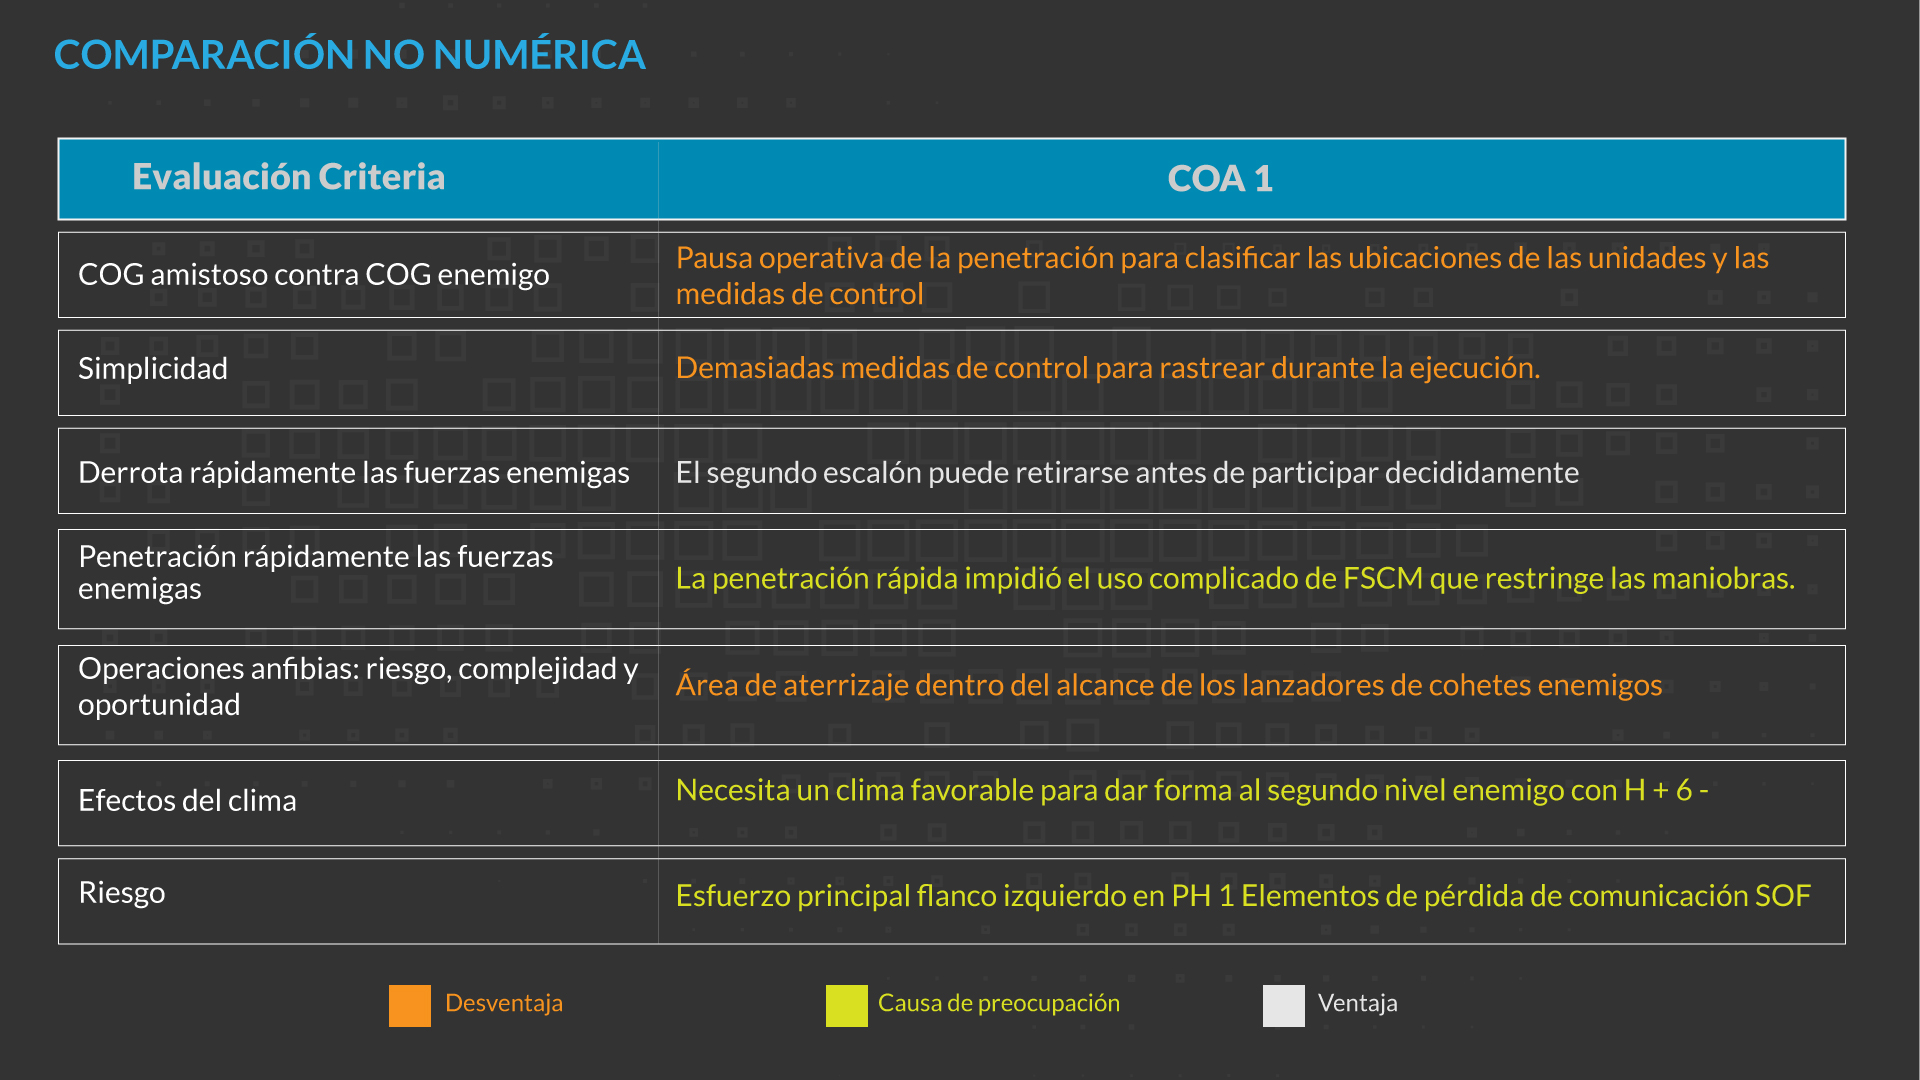 COMPARACIÓN NO NUMÉRICA
Evaluación Criteria
COA 1
COG amistoso contra COG enemigo
Pausa operativa de la penetración para clasificar las ubicaciones de las unidades y las
medidas de control
Simplicidad
Demasiadas medidas de control para rastrear durante la ejecución.
Derrota rápidamente las fuerzas enemigas
El segundo escalón puede retirarse antes de participar decididamente
Penetración rápidamente las fuerzas
enemigas
La penetración rápida impidió el uso complicado de FSCM que restringe las maniobras.
Operaciones anfibias: riesgo, complejidad y
oportunidad
Área de aterrizaje dentro del alcance de los lanzadores de cohetes enemigos
Efectos del clima
Necesita un clima favorable para dar forma al segundo nivel enemigo con H + 6 -
Riesgo
Esfuerzo principal flanco izquierdo en PH 1 Elementos de pérdida de comunicación SOF
Desventaja
Causa de preocupación
Ventaja